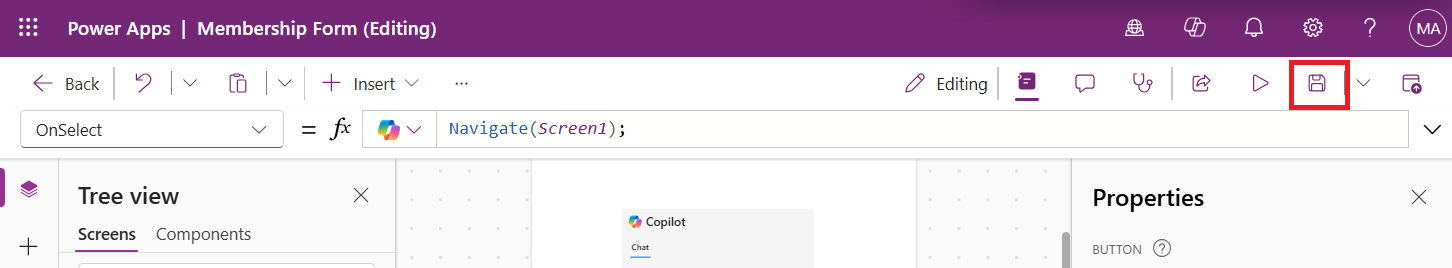 Power Apps | Membership Form (Editing)
MA
Back
Insert
...
Editing
OnSelect
= fx
Navigate(Screen1);
Tree view
Screens Components
Copilot
Chat
Properties
BUTTON